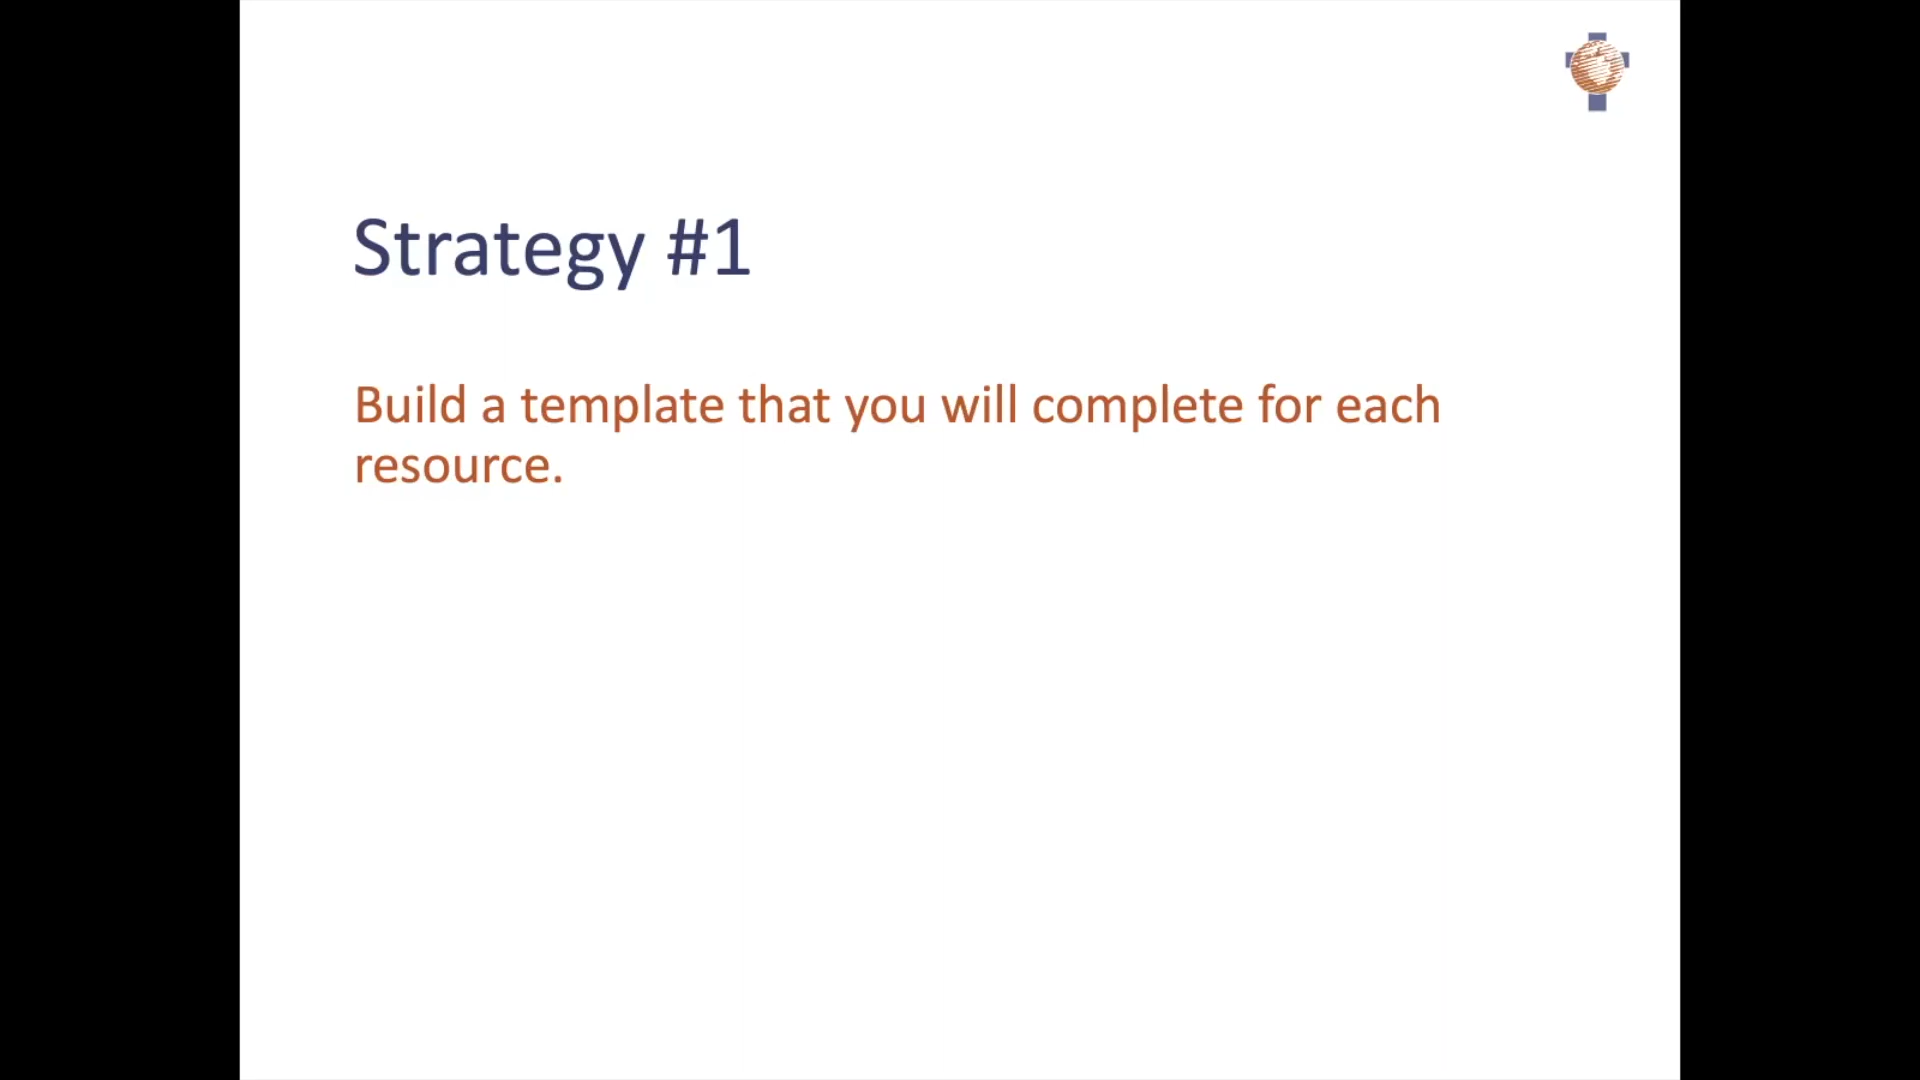 Strategy #1
Build a template that you will complete for each
resource.